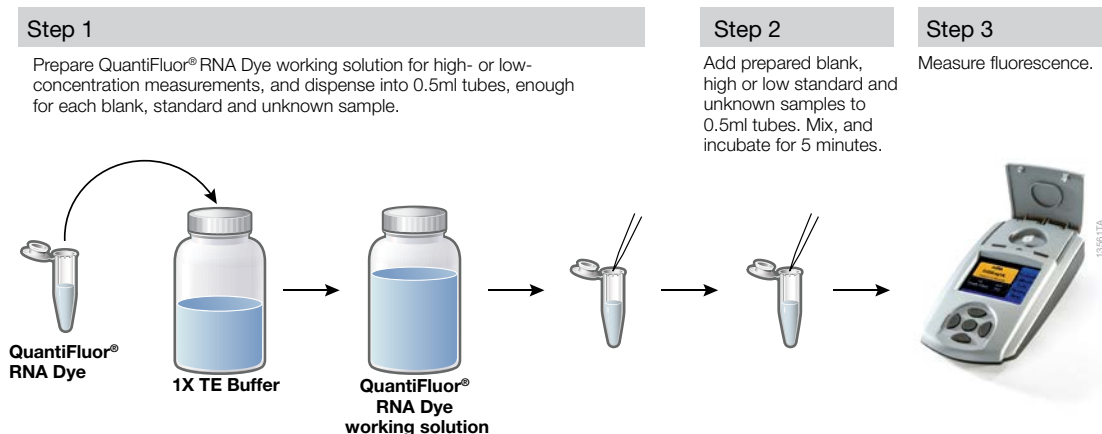 Step 1
Prepare QuantiFluor® RNA Dye working solution for high- or low-
concentration measurements, and dispense into 0.5ml tubes, enough
for each blank, standard and unknown sample.
Step 2
Add prepared blank,
high or low standard and
unknown samples to
0.5ml tubes. Mix, and
incubate for 5 minutes.
Step 3
Measure fluorescence.
QuantiFluor®
RNA Dye
1X TE Buffer
QuantiFluor®
RNA Dye
working solution
13561TA